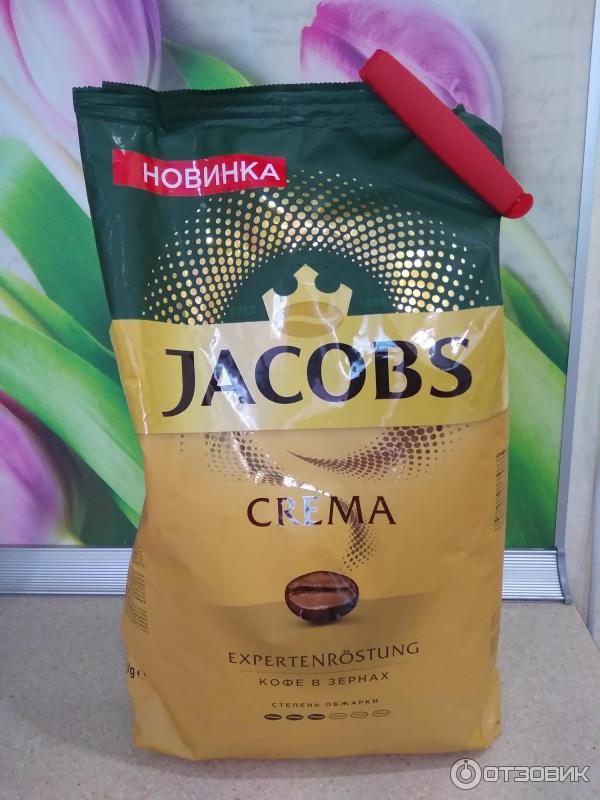 НОВИНКА
JACOBS
CREMA
EXPERTENRÖSTUNG
КОФЕ В ЗЕРНАХ
СТЕПЕНЬ ОБЖАРКИ
ОТЗОВИК